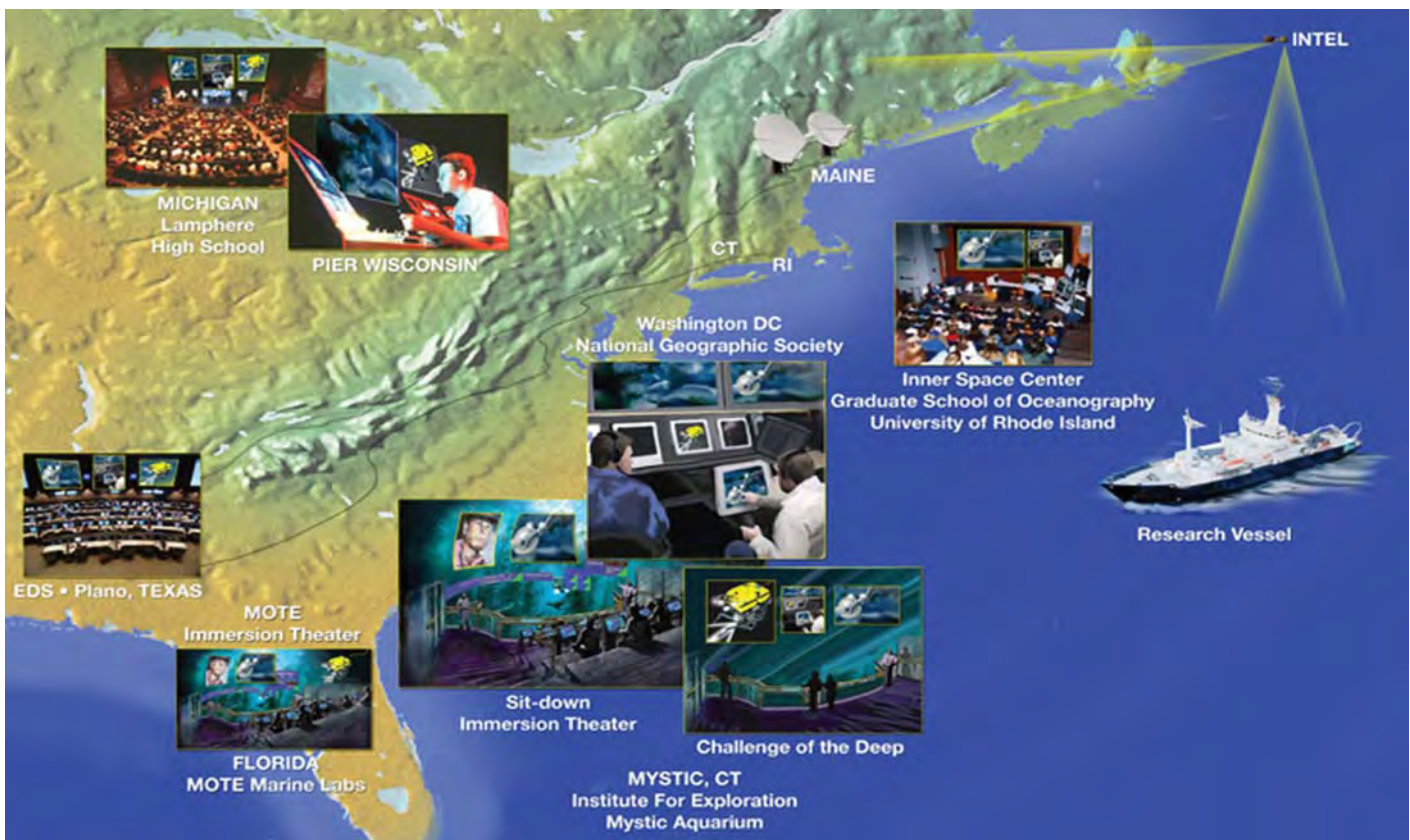 INTEL
MICHIGAN
Lamphere
High School
PIER WISCONSIN
MAINE
CT
RI
Washington DC
National Geographic Society
Inner Space Center
Graduate School of Oceanography
University of Rhode Island
Research Vessel
EDS • Plano, TEXAS
MOTE
Immersion Theater
FLORIDA
MOTE Marine Labs
Sit-down
Immersion Theater
Challenge of the Deep
MYSTIC, CT
Institute For Exploration
Mystic Aquarium